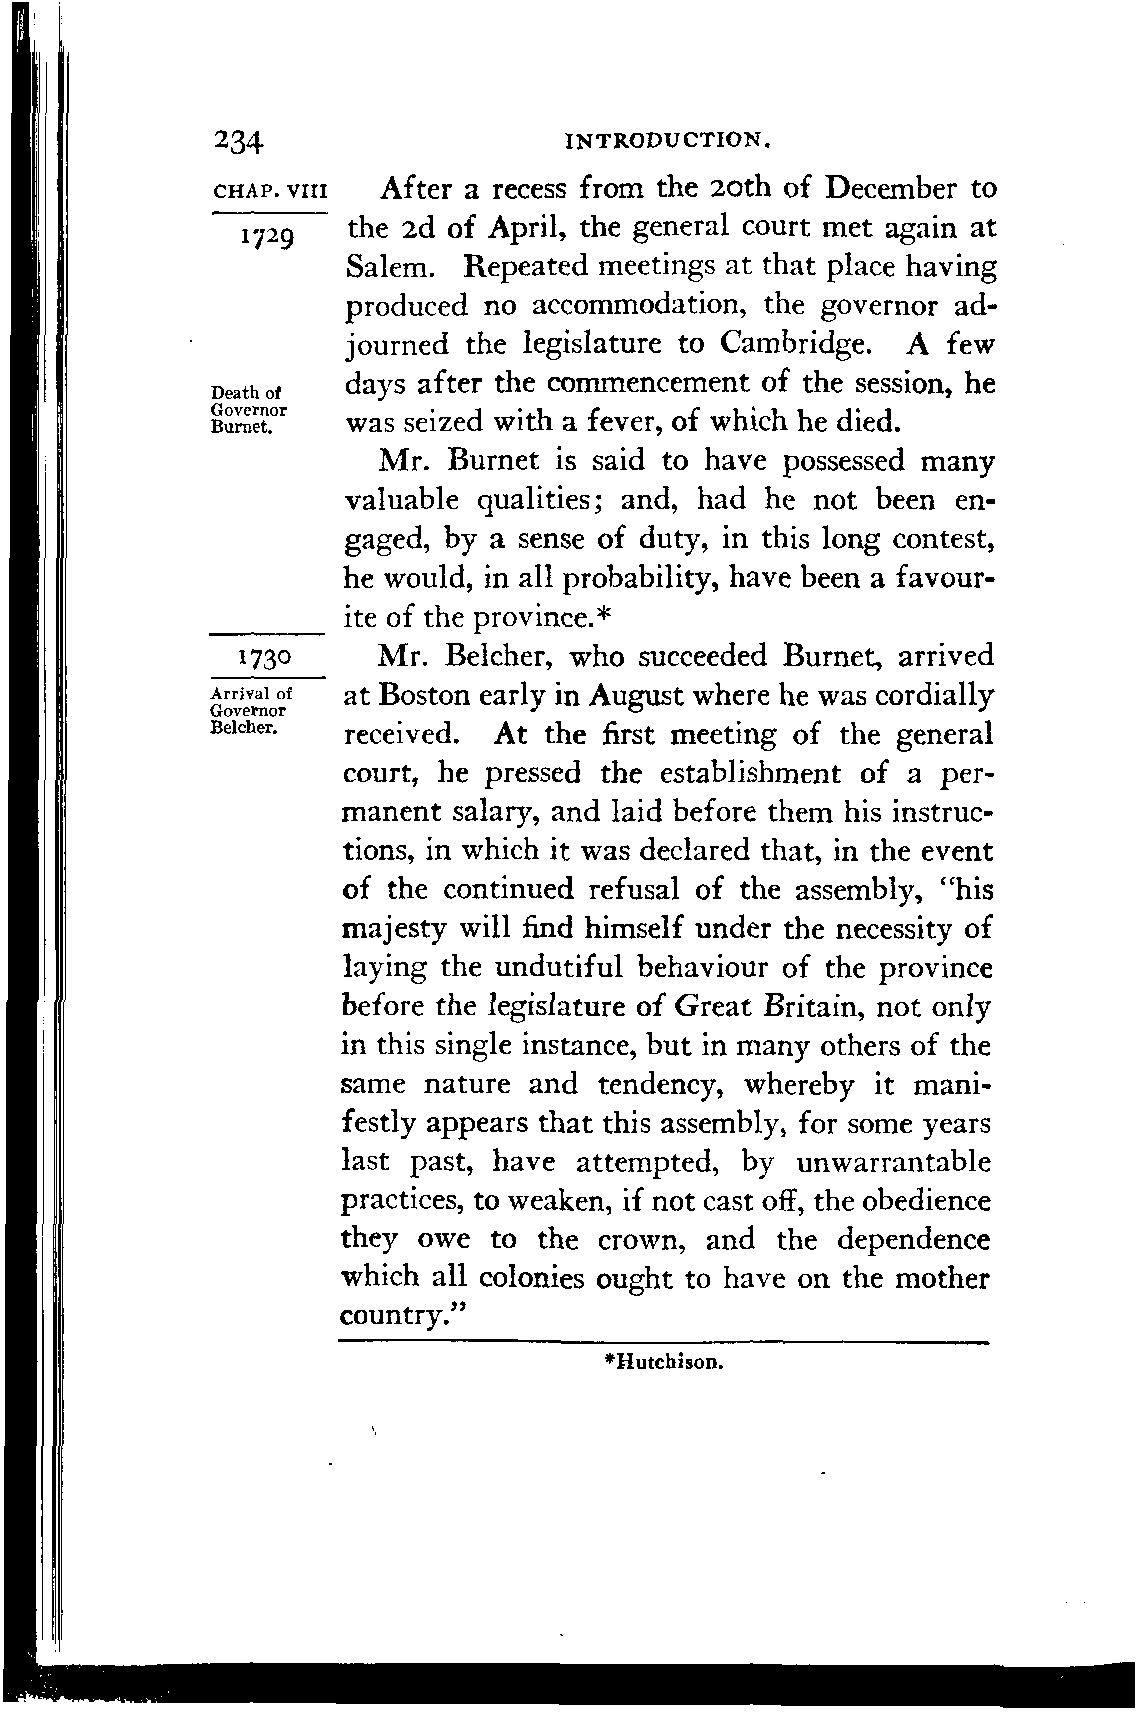 234 INTRODUCTION.
CHAP. VIII After a recess from the 20th of December to
1729 the 2d of April, the general court met again at
Salem. Repeated meetings at that place having
produced no accommodation, the governor ad-
journed the legislature to Cambridge. A few
Death of
Governor
Burnet.
days after the commencement of the session, he
was seized with a fever, of which he died.
Mr. Burnet is said to have possessed many
valuable qualities; and, had he not been en-
gaged, by a sense of duty, in this long contest,
he would, in all probability, have been a favour-
ite of the province.*
1730 Mr. Belcher, who succeeded Burnet, arrived
Arrival of
Governor
Belcher.
at Boston early in August where he was cordially
received. At the first meeting of the general
court, he pressed the establishment of a per-
manent salary, and laid before them his instruc-
tions, in which it was declared that, in the event
of the continued refusal of the assembly, “his
majesty will find himself under the necessity of
laying the undutiful behaviour of the province
before the legislature of Great Britain, not only
in this single instance, but in many others of the
same nature and tendency, whereby it mani-
festly appears that this assembly, for some years
last past, have attempted, by unwarrantable
practices, to weaken, if not cast off, the obedience
they owe to the crown, and the dependence
which all colonies ought to have on the mother
country.”
*Hutchison.